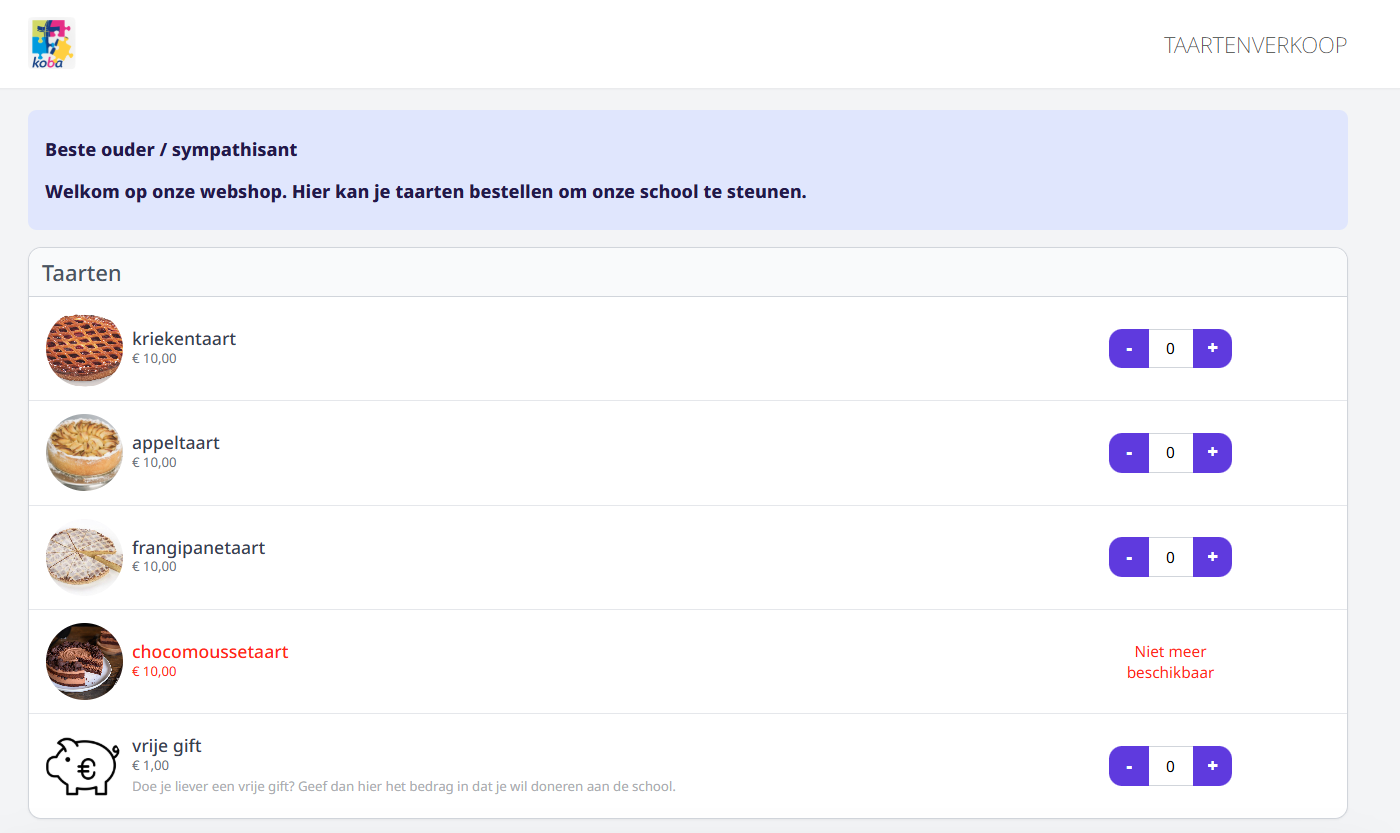 koba
TAARTENVERKOOP
Beste ouder / sympathisant
Welkom op onze webshop. Hier kan je taarten bestellen om onze school te steunen.
Taarten
kriekentaart
€ 10,00
- 0 +
appeltaart
€ 10,00
- 0 +
frangipanetaart
€ 10,00
- 0 +
chocomoussetaart
€ 10,00
Niet meer
beschikbaar
€
vrije gift
€ 1,00
Doe je liever een vrije gift? Geef dan hier het bedrag in dat je wil doneren aan de school.
- 0 +